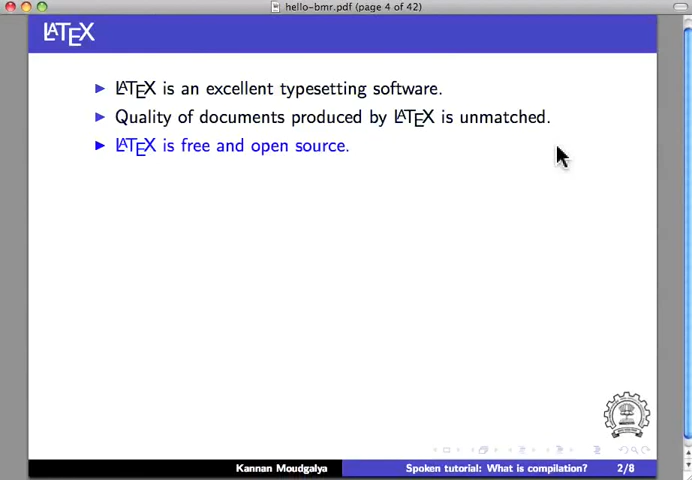 hello-bmr.pdf (page 4 of 42)
LATEX
LATEX is an excellent typesetting software.
Quality of documents produced by LATEX is unmatched.
LATEX is free and open source.
Kannan Moudgalya
Spoken tutorial: What is compilation?
2/8